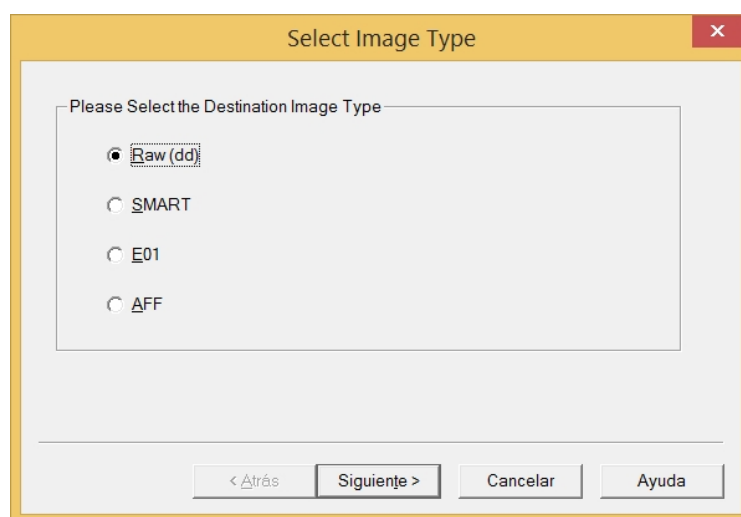 Select Image Type
Please Select the Destination Image Type
Raw (dd)
SMART
E01
AFF
< Atrás Siguiente > Cancelar Ayuda